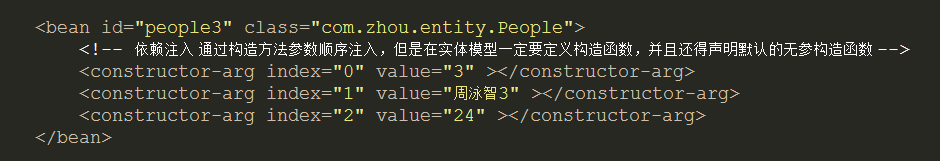 <bean id="people3" class="com.zhou.entity.People">
<!-- 依赖注入 通过构造方法参数顺序注入，但是在实体模型一定要定义构造函数，并且还得声明默认的无参构造函数 -->
<constructor-arg index="0" value="3" ></constructor-arg>
<constructor-arg index="1" value="周泳智3" ></constructor-arg>
<constructor-arg index="2" value="24" ></constructor-arg>
</bean>